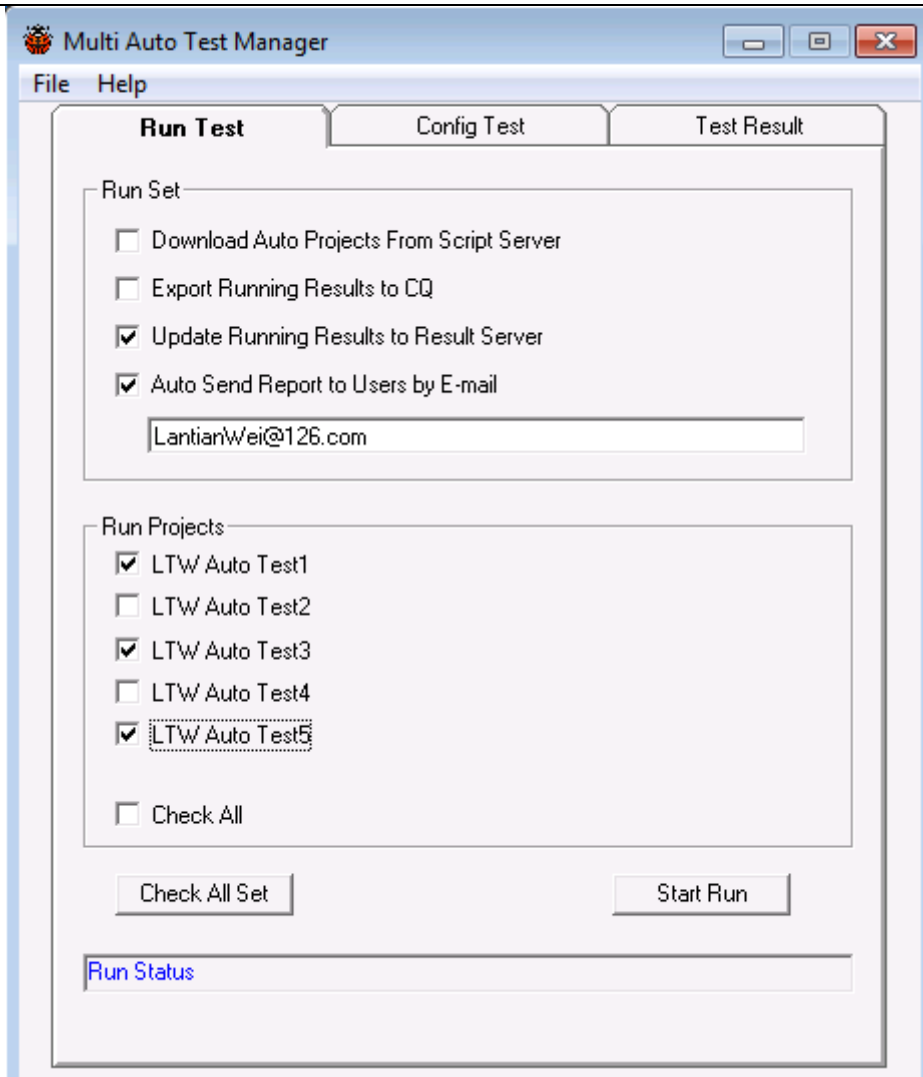 Multi Auto Test Manager
File Help
Run Test Config Test Test Result
Run Set
Download Auto Projects From Script Server
Export Running Results to CQ
Update Running Results to Result Server
Auto Send Report to Users by E-mail
LantianWei@126.com
Run Projects
LTW Auto Test1
LTW Auto Test2
LTW Auto Test3
LTW Auto Test4
LTW Auto Test5
Check All
Check All Set Start Run
Run Status